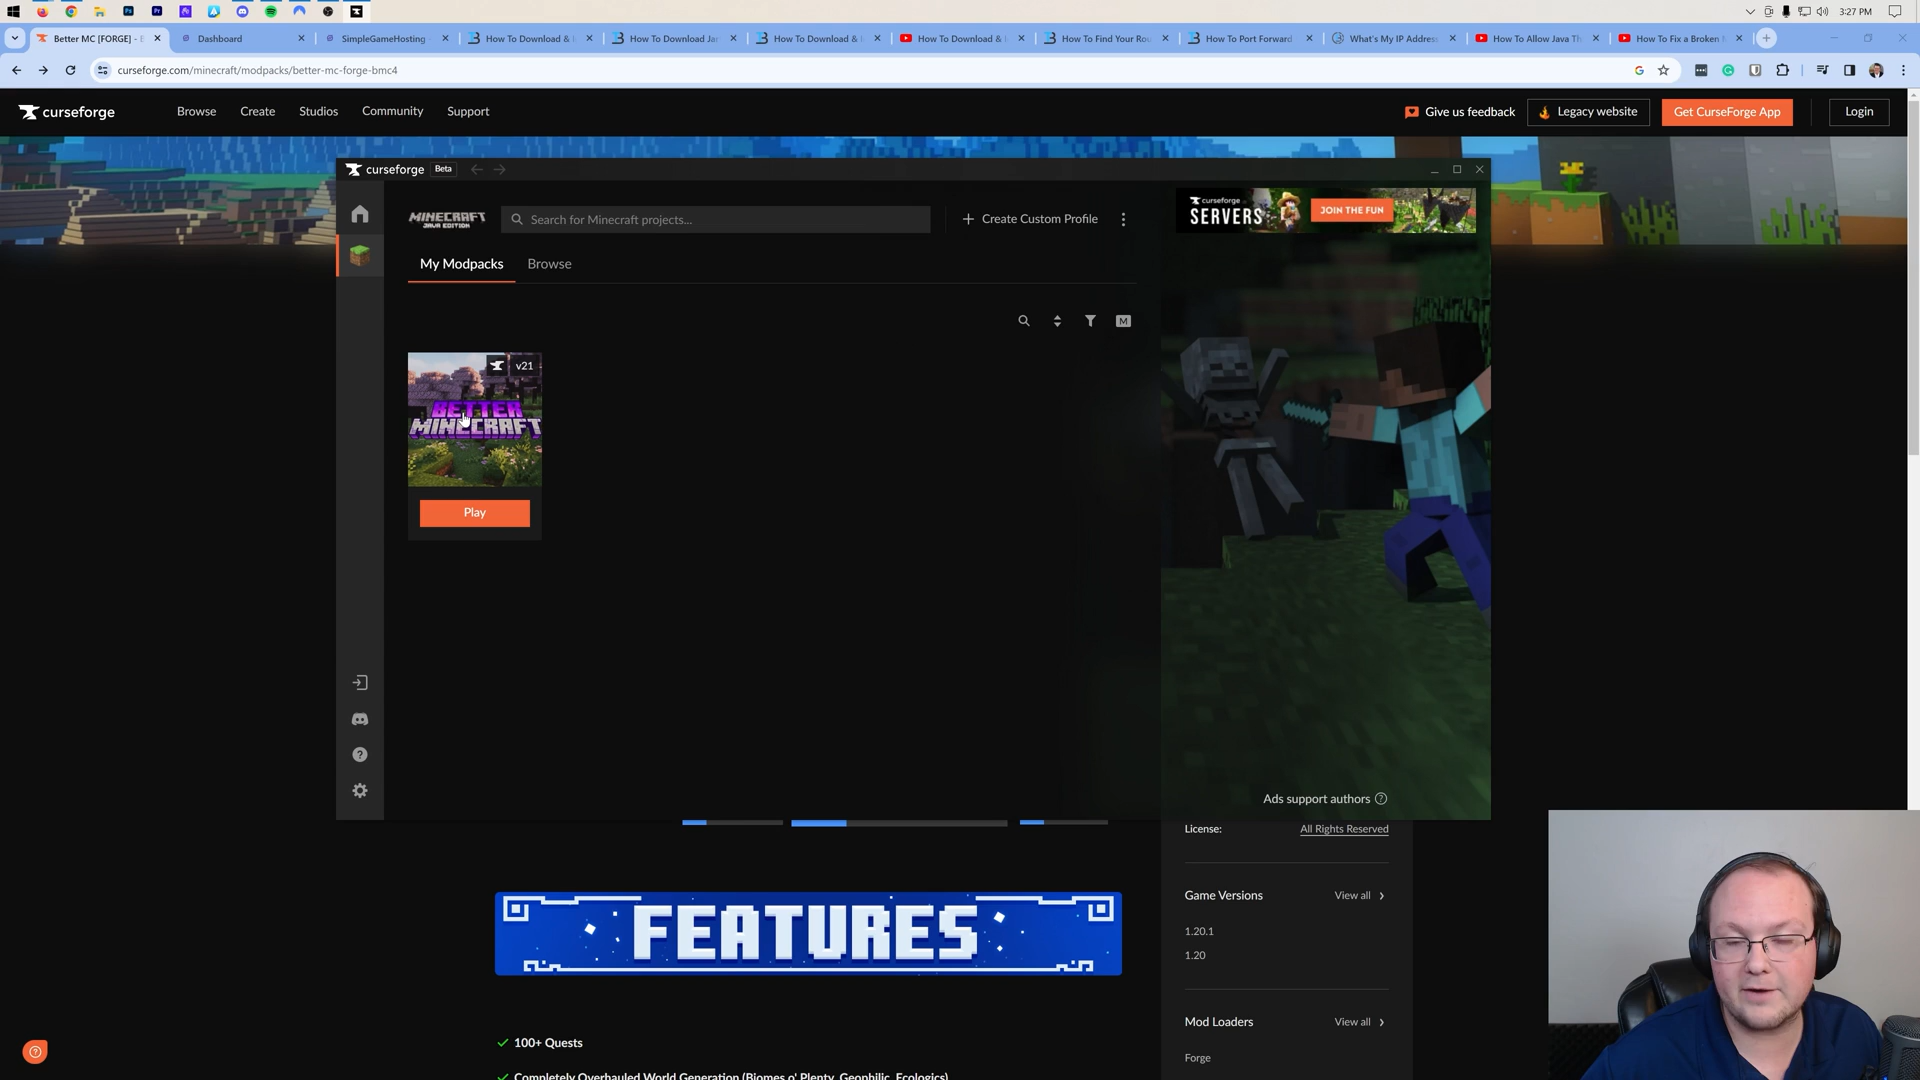 3:27 PM
Better MC [FORGE] - B
Dashboard
SimpleGameHosting
How To Download &
How To Download Jar
How To Download &
How To Download &
How To Find Your Rou
How To Port Forward
What's My IP Address
How To Allow Java Th
How To Fix a Broken
curseforge.com/minecraft/modpacks/better-mc-forge-bmc4
curseforge
Browse
Create
Studios
Community
Support
Give us feedback
Legacy website
Get CurseForge App
Login
curseforge
Beta
MINECRAFT
JAVA EDITION
Search for Minecraft projects...
Create Custom Profile
curseforge
SERVERS
JOIN THE FUN
My Modpacks
Browse
M
v21
BETTER
MINECRAFT
Play
Ads support authors
License:
All Rights Reserved
FEATURES
Game Versions
View all
1.20.1
1.20
Mod Loaders
View all
Forge
100+ Quests
Completely Overhauled World Generation (Biomes o' Plenty, Geophilic, Ecologics)